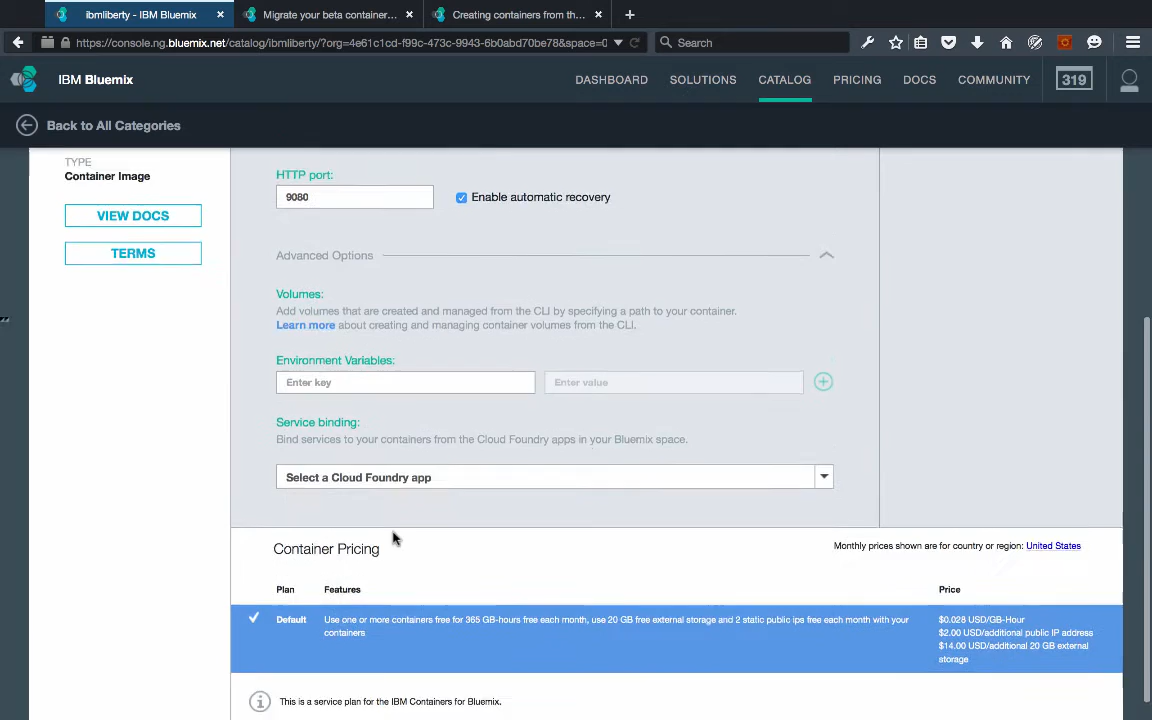 ibmliberty - IBM Bluemix
Migrate your beta container...
Creating containers from th...
https://console.ng.bluemix.net/catalog/ibmliberty/?org=4e61c1cd-f99c-473c-9943-6b0abd70be78&space=0
Search
IBM Bluemix
DASHBOARD
SOLUTIONS
CATALOG
PRICING
DOCS
COMMUNITY
319
Back to All Categories
TYPE
Container Image
VIEW DOCS
TERMS
HTTP port:
9080
Enable automatic recovery
Advanced Options
Volumes:
Add volumes that are created and managed from the CLI by specifying a path to your container.
Learn more about creating and managing container volumes from the CLI.
Environment Variables:
Enter key
Enter value
Service binding:
Bind services to your containers from the Cloud Foundry apps in your Bluemix space.
Select a Cloud Foundry app
Container Pricing
Monthly prices shown are for country or region: United States
Plan
Features
Price
Default
Use one or more containers free for 365 GB-hours free each month, use 20 GB free external storage and 2 static public ips free each month with your
containers
$0.028 USD/GB-Hour
$2.00 USD/additional public IP address
$14.00 USD/additional 20 GB external
storage
This is a service plan for the IBM Containers for Bluemix.